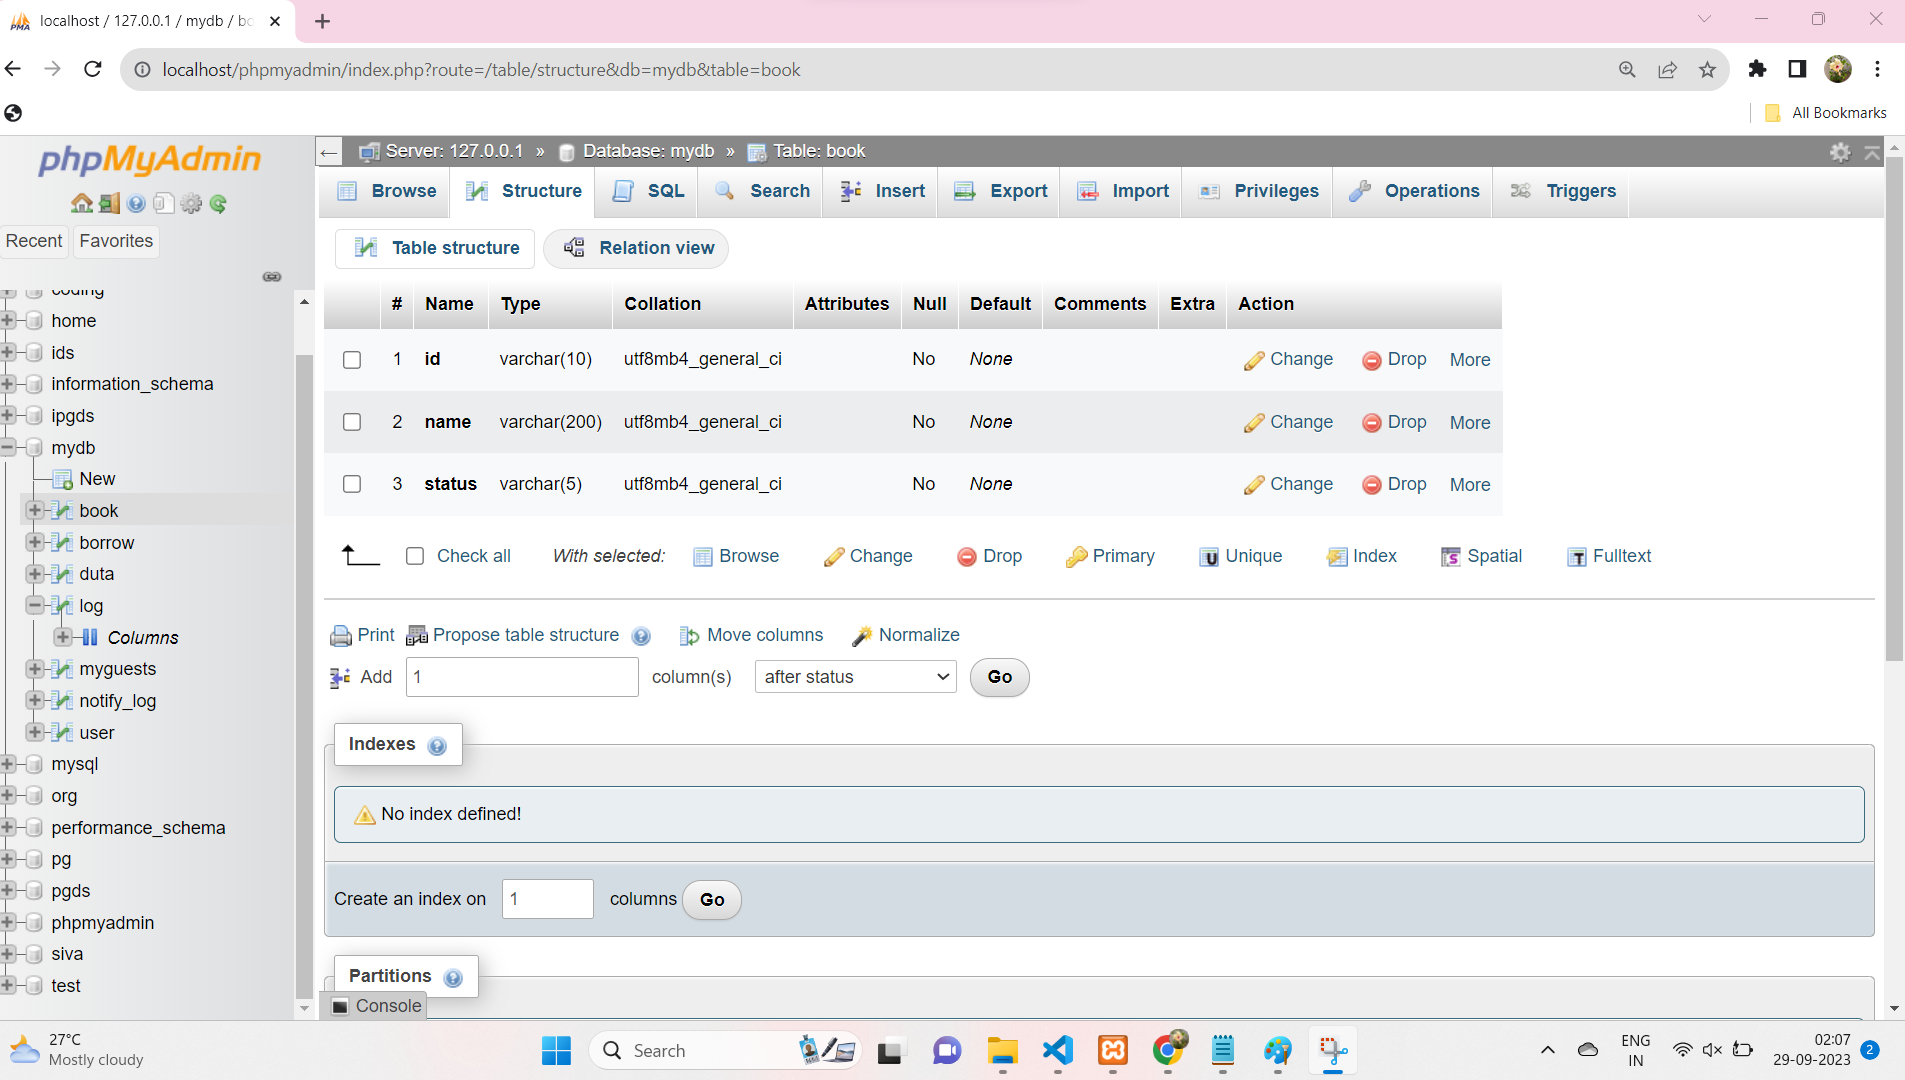 PMA localhost / 127.0.0.1 / mydb / bo
localhost/phpmyadmin/index.php?route=/table/structure&db=mydb&table=book
All Bookmarks
phpMyAdmin
Recent
Favorites
coding
home
ids
information_schema
ipgds
mydb
New
book
borrow
duta
log
Columns
myguests
notify_log
user
mysql
org
performance_schema
pg
pgds
phpmyadmin
siva
test
← Server: 127.0.0.1 » Database: mydb » Table: book
Browse Structure SQL Search Insert Export Import Privileges Operations Triggers
Table structure Relation view
# Name Type Collation Attributes Null Default Comments Extra Action
1 id varchar(10) utf8mb4_general_ci No None Change Drop More
2 name varchar(200) utf8mb4_general_ci No None Change Drop More
3 status varchar(5) utf8mb4_general_ci No None Change Drop More
Check all With selected: Browse Change Drop Primary U Unique Index S Spatial T Fulltext
Print Propose table structure Move columns Normalize
Add 1 column(s) after status Go
Indexes
No index defined!
Create an index on 1 columns Go
Partitions
Console
27°C
Mostly cloudy
Search
ENG
IN
02:07
29-09-2023
2